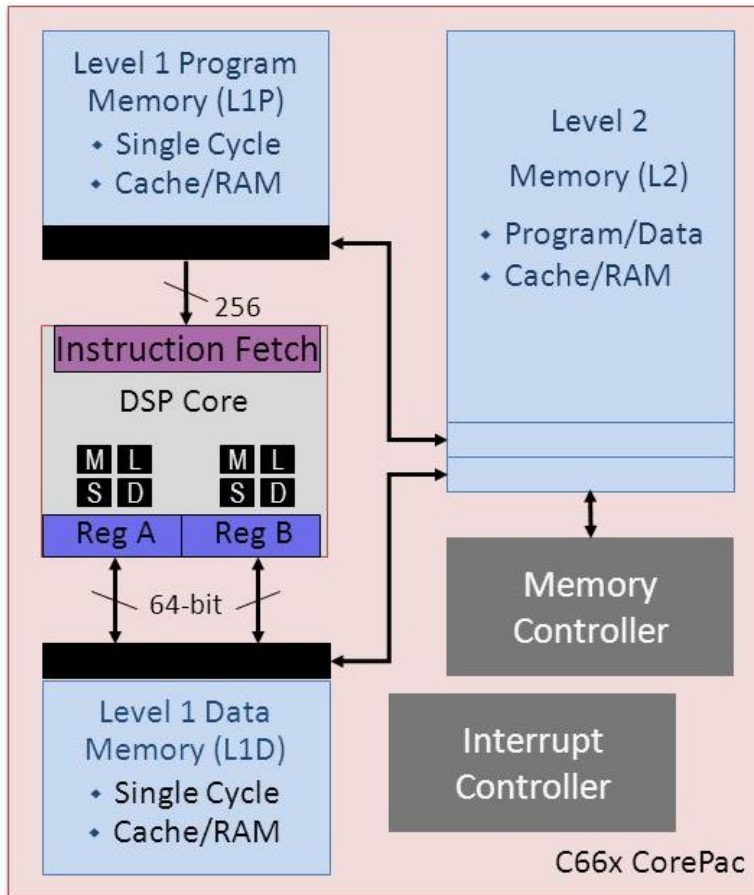 Level 1 Program
Memory (L1P)
◆ Single Cycle
◆ Cache/RAM
256
Instruction Fetch
DSP Core
M L M L
S D S D
Reg A Reg B
64-bit
Level 1 Data
Memory (L1D)
◆ Single Cycle
◆ Cache/RAM
Level 2
Memory (L2)
◆ Program/Data
◆ Cache/RAM
Memory
Controller
Interrupt
Controller
C66x CorePac